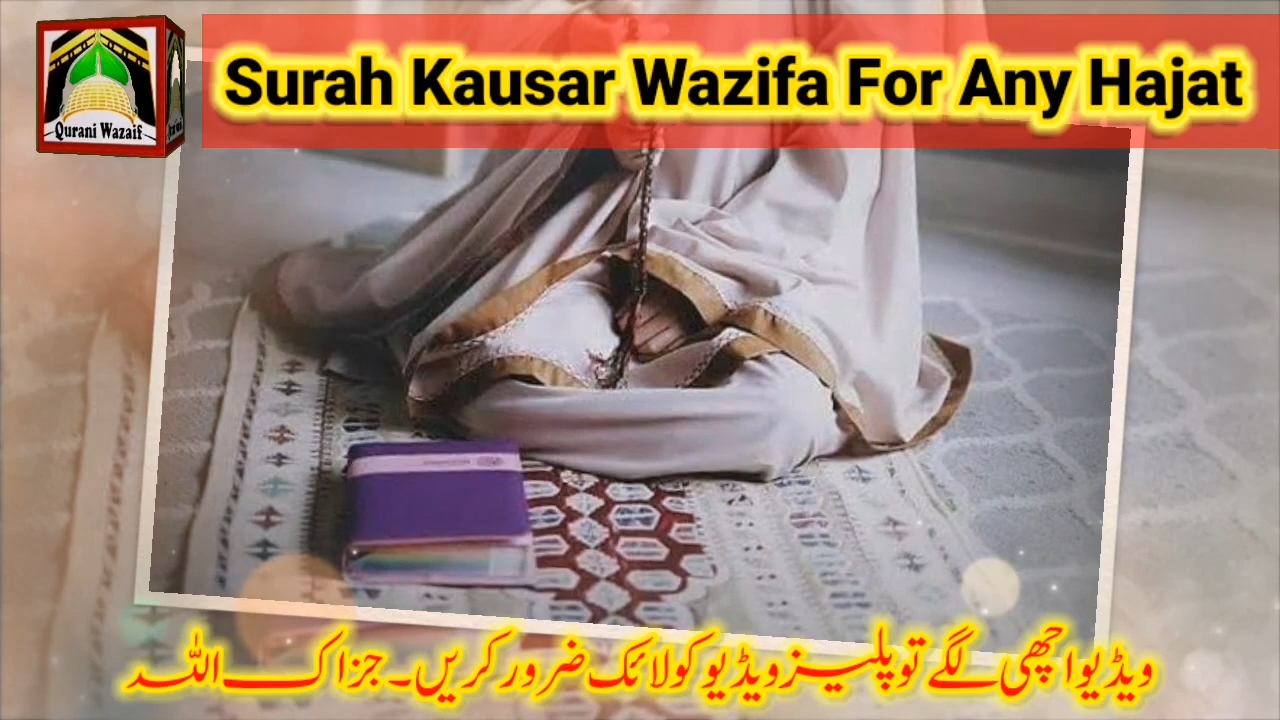 Surah Kausar Wazifa For Any Hajat
Qurani Wazaif
ویڈیو اچھی لگے تو پلیز ویڈیو کو لائک ضرور کریں۔ جزاک اللہ